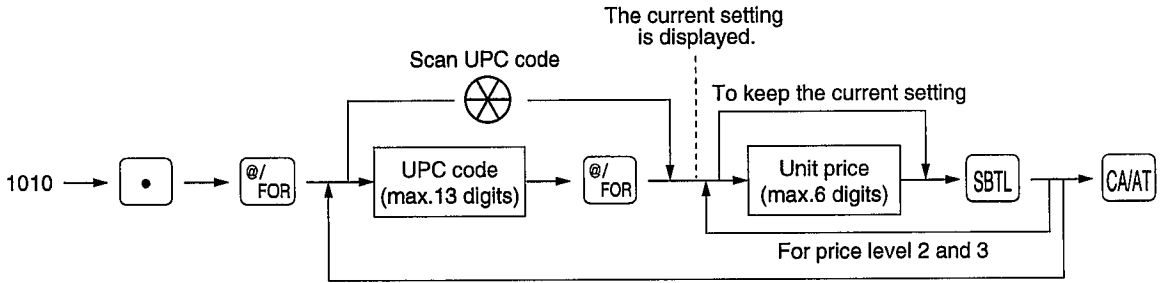 The current setting
is displayed.
Scan UPC code
To keep the current setting
1010
•
@/
FOR
UPC code
(max.13 digits)
@/
FOR
Unit price
(max.6 digits)
SBTL
CA/AT
For price level 2 and 3